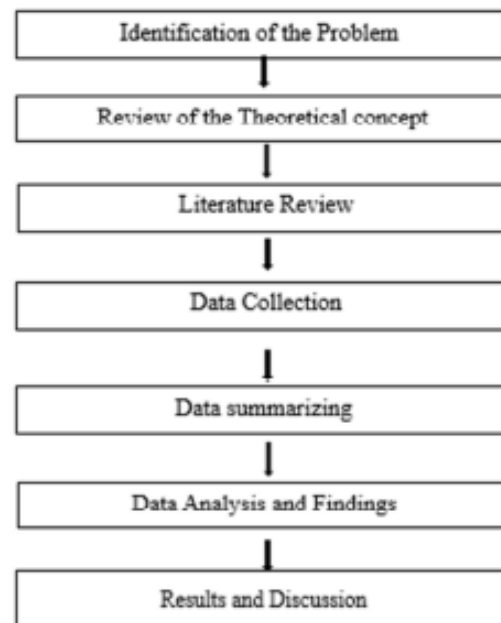 Identification of the Problem
Review of the Theoretical concept
Literature Review
Data Collection
Data summarizing
Data Analysis and Findings
Results and Discussion